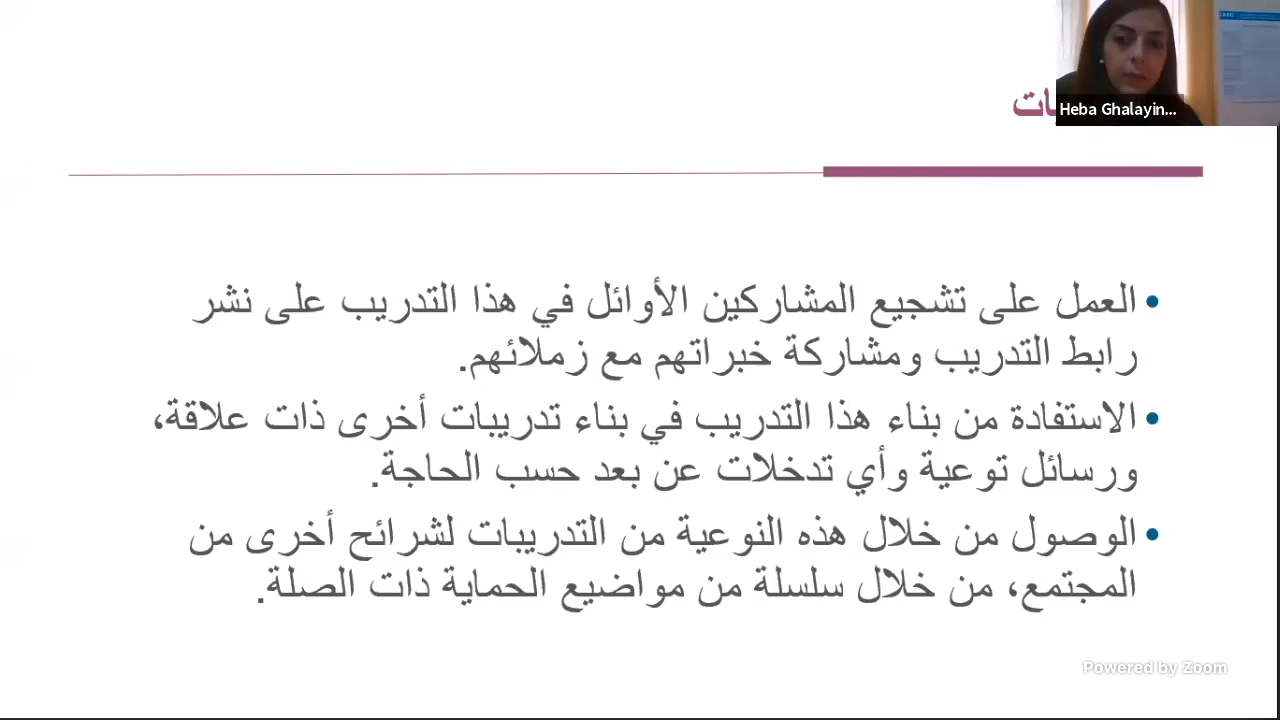 Heba Ghalayin...
العمل على تشجيع المشاركين الأوائل في هذا التدريب على نشر
رابط التدريب ومشاركة خبراتهم مع زملائهم.
الاستفادة من بناء هذا التدريب في بناء تدريبات أخرى ذات علاقة،
ورسائل توعية وأي تدخلات عن بعد حسب الحاجة.
الوصول من خلال هذه النوعية من التدريبات لشرائح أخرى من
المجتمع، من خلال سلسلة من مواضيع الحماية ذات الصلة.
Powered by Zoom